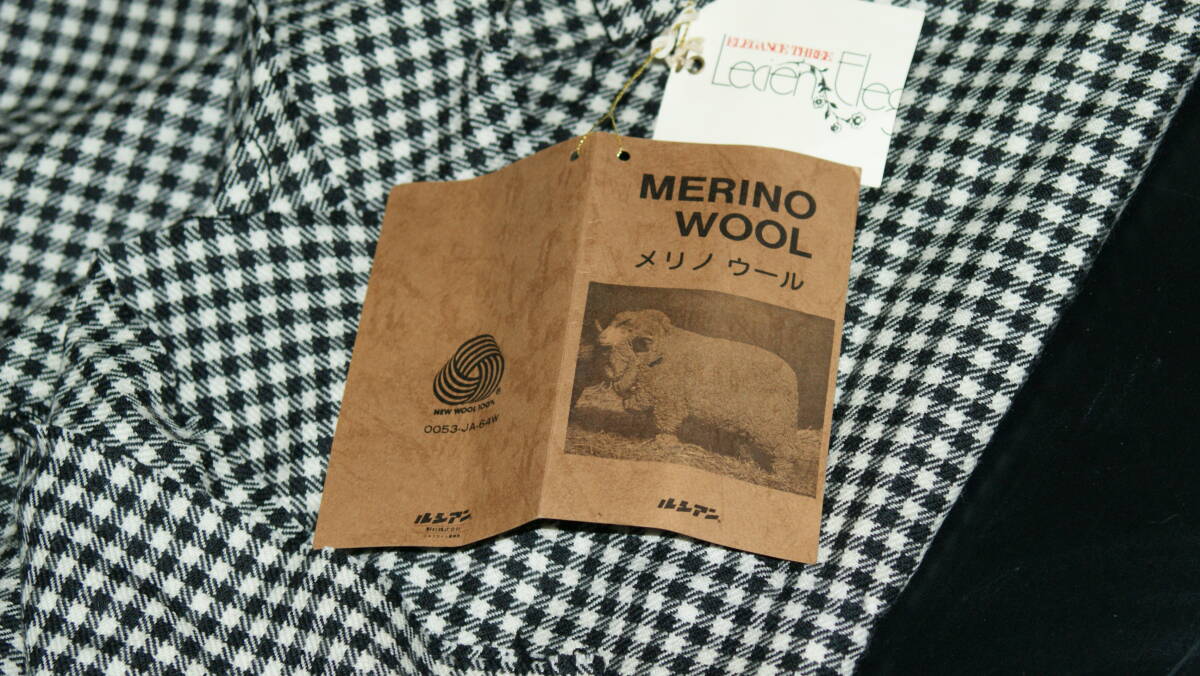 ELEGANCE THREE
Lecien Eleg
MERINO
WOOL
メリノ ウール
ルシアン
NEW WOOL 100%
0053-JA-64W
ルシアン